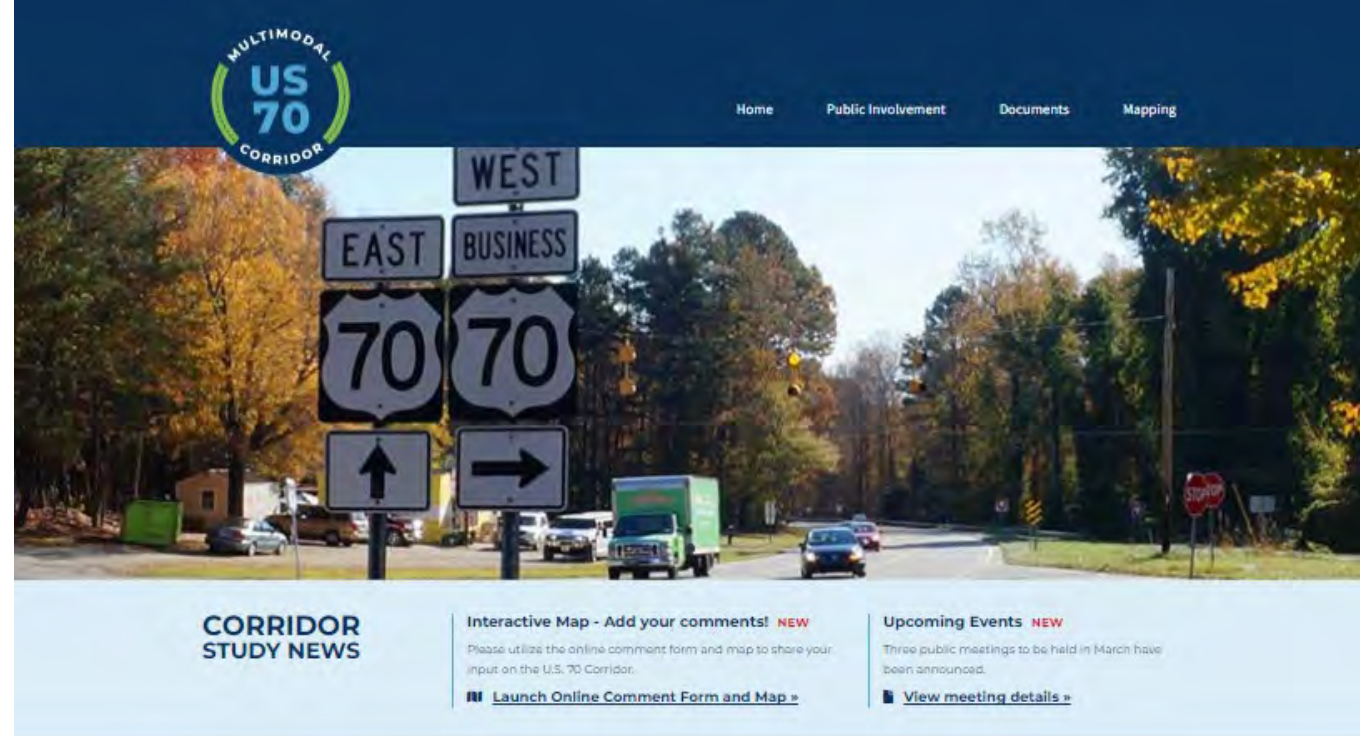 MULTIMODAL
US
70
CORRIDOR
Home Public Involvement Documents Mapping
WEST
EAST BUSINESS
70 70
STOP
CORRIDOR
STUDY NEWS
Interactive Map - Add your comments! NEW
Please utilize the online comment form and map to share your
input on the U.S. 70 Corridor.
Launch Online Comment Form and Map »
Upcoming Events NEW
Three public meetings to be held in March have
been announced.
View meeting details »